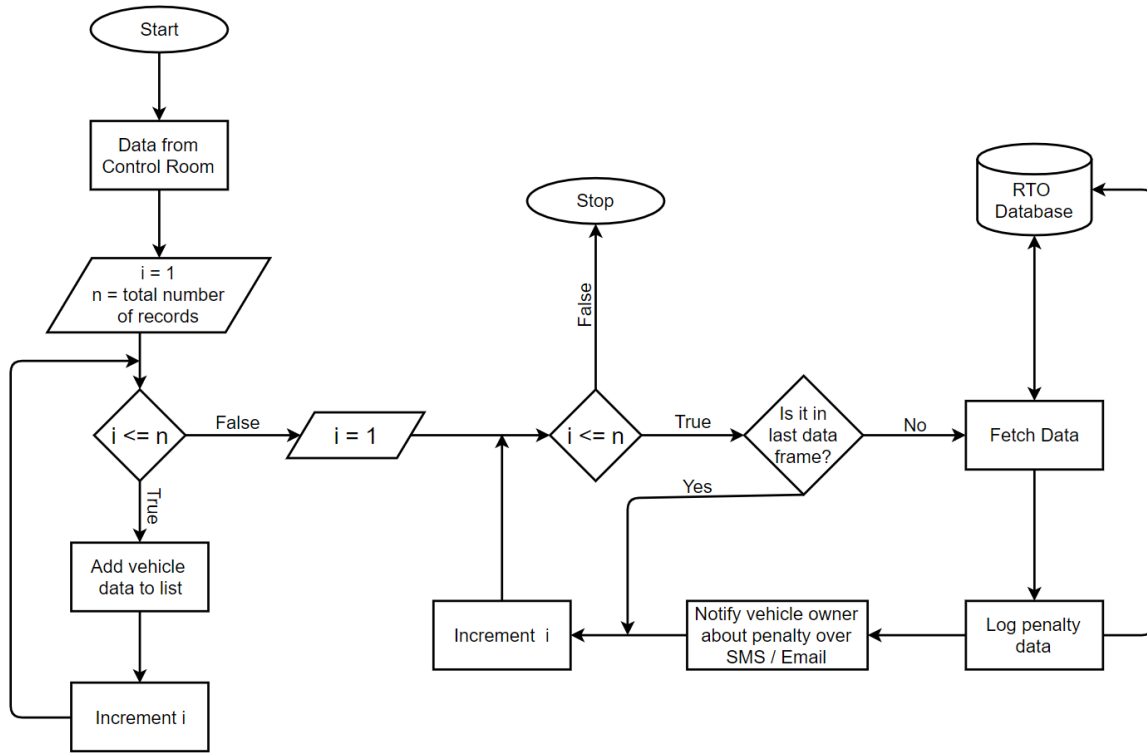 Start
Data from
Control Room
i = 1
n = total number
of records
i <= n
False
True
Add vehicle
data to list
Increment i
i = 1
i <= n
False
Stop
True
Is it in
last data
frame?
Yes
No
Fetch Data
RTO
Database
Log penalty
data
Notify vehicle owner
about penalty over
SMS / Email
Increment i